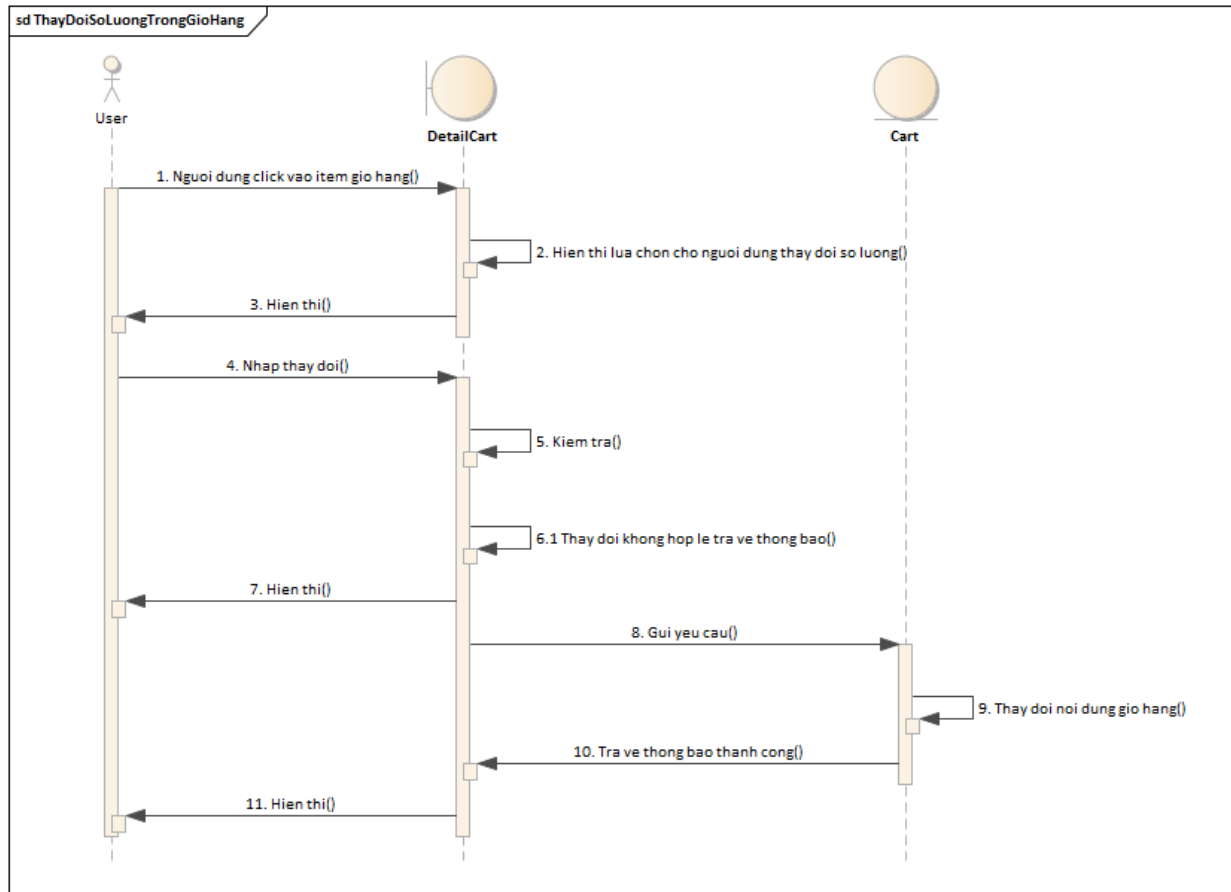 sd ThayDoiSoLuongTrongGioHang
User
DetailCart
Cart
1. Nguoi dung click vao item gio hang()
2. Hien thi lua chon cho nguoi dung thay doi so luong()
3. Hien thi()
4. Nhap thay doi()
5. Kiem tra()
6.1 Thay doi khong hop le tra ve thong bao()
7. Hien thi()
8. Gui yeu cau()
9. Thay doi noi dung gio hang()
10. Tra ve thong bao thanh cong()
11. Hien thi()